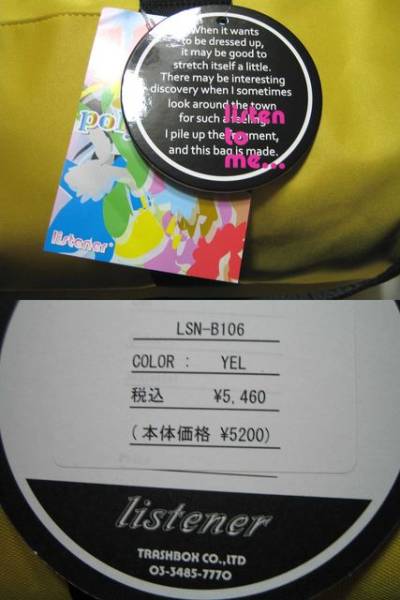 When it wants
to be dressed up,
it may be good to
stretch itself a little.
There may be interesting
discovery when I sometimes
look around the town
for such a feeling.
I pile up the
and this bag is made.
listen
to
me...
listener
LSN-B106
COLOR : YEL
税込 ¥5,460
(本体価格 ¥5200)
listener
TRASHBOX CO.,LTD
03-3485-7770